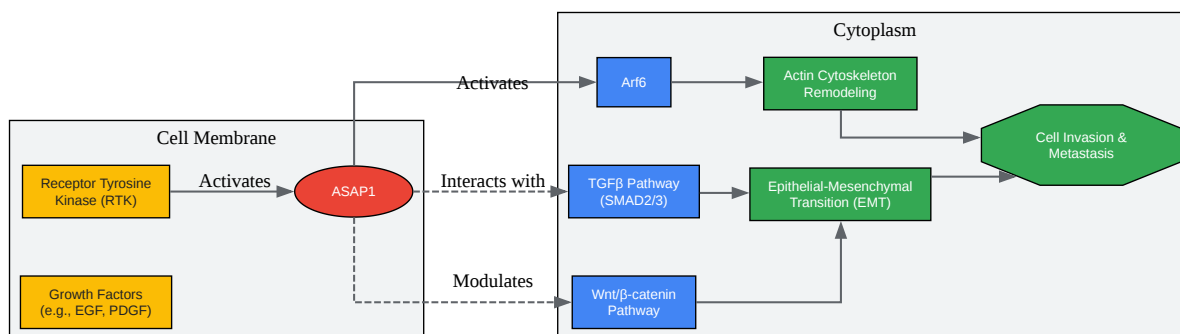 Cytoplasm
Activates
Arf6
Actin Cytoskeleton
Remodeling
Cell Membrane
Cell Invasion &
Metastasis
Receptor Tyrosine
Kinase (RTK)
Activates
ASAP1
Interacts with
TGFβ Pathway
(SMAD2/3)
Epithelial-Mesenchymal
Transition (EMT)
Growth Factors
(e.g., EGF, PDGF)
Modulates
Wnt/β-catenin
Pathway